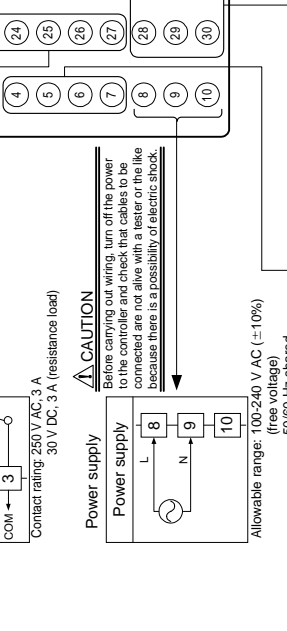 24 25 26 27 28 29 30
4 5 6 7 8 9 10
COM
3
Contact rating: 250 V AC, 3 A
30 V DC, 3 A (resistance load)
CAUTION
Before carrying out wiring, turn off the power
to the controller and check that cables to be
connected are not alive with a tester or the like
because there is a possibility of electric shock.
Power supply
Power supply
L
N
8
9
10
Allowable range: 100-240 V AC (±10%)
(free voltage)